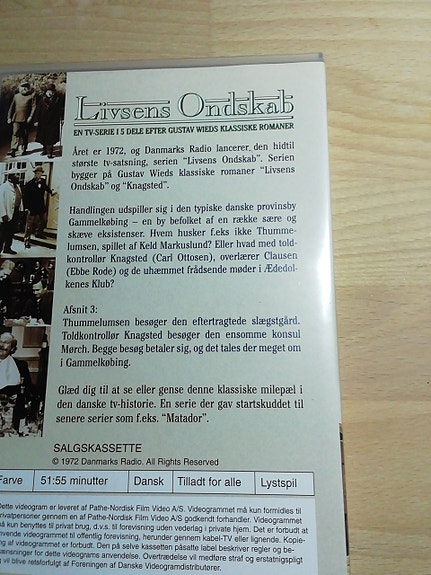 Livsens Ondskab
EN TV-SERIE I 5 DELE EFTER GUSTAV WIEDS KLASSISKE ROMANER
Året er 1972, og Danmarks Radio lancerer, den hidtil
største tv-satsning, serien "Livsens Ondskab". Serien
bygger på Gustav Wieds klassiske romaner "Livsens
Ondskab" og "Knagsted".
Handlingen udspiller sig i den typiske danske provinsby
Gammelkøbing – en by befolket af en række sære og
skæve eksistenser. Hvem husker f.eks ikke Thumme-
lumsen, spillet af Keld Markuslund? Eller hvad med told-
kontrollør Knagsted (Carl Ottosen), overlærer Clausen
(Ebbe Rode) og de uhæmmet frådsende møder i Ædedol-
kenes Klub?
Afsnit 3:
Thummelumsen besøger den eftertragtede slægstgård.
Toldkontrollør Knagsted besøger den ensomme konsul
Mørch. Begge besøg betaler sig, og det tales der meget om
i Gammelkøbing.
Glæd dig til at se eller gense denne klassiske milepæl i
den danske tv-historie. En serie der gav startskuddet til
senere serier som f.eks. "Matador".
SALGSKASSETTE
© 1972 Danmarks Radio. All Rights Reserved
Farve 51:55 minutter Dansk Tilladt for alle Lystspil
Dette videogram er leveret af Pathe-Nordisk Film Video A/S. Videogrammet må kun formidles til
privatpersoner gennem en af Pathe-Nordisk Film Video A/S godkendt forhandler. Videogrammet
må kun benyttes til privat brug, d.v.s. til forevisning uden vederlag i private hjem. Det er forbudt at
anvende videogrammet til offentlig forevisning, herunder gennem kabel-TV eller lignende. Kopie-
ing af videogrammet er forbudt. Den på selve kassetten påsatte label beskriver regler og be-
rænsninger for dette videograms anvendelse. Overtrædelse vil medføre straf og erstatningspligt
og vil blive retsforfulgt af Foreningen af Danske Videogramdistributører.